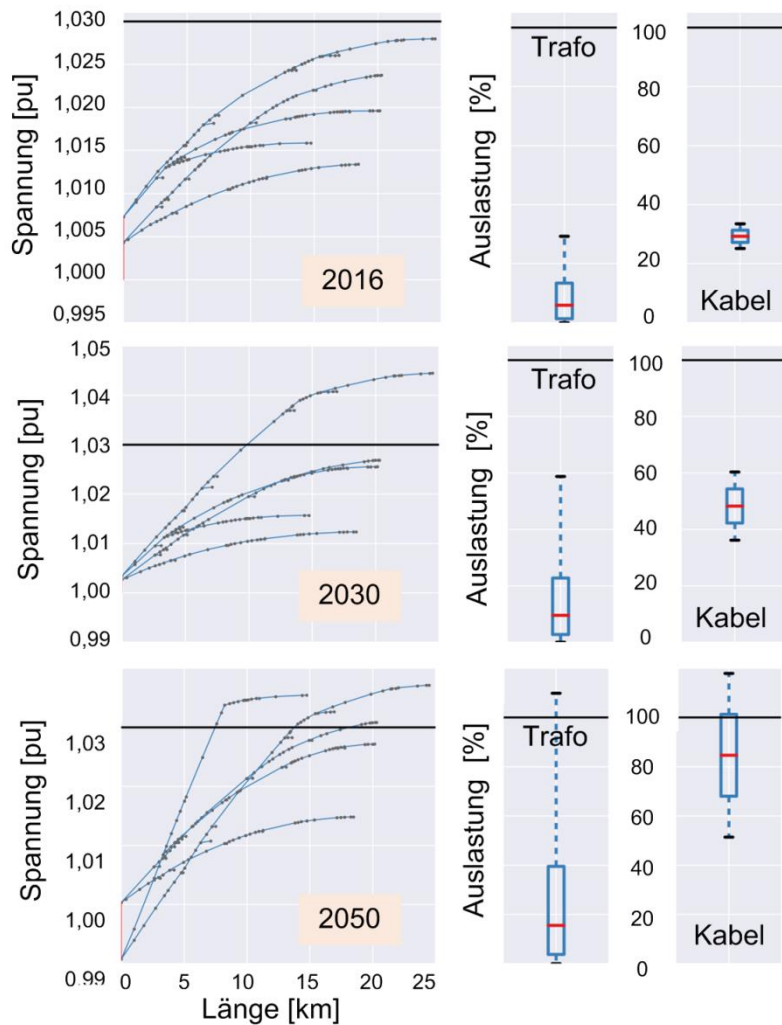 Spannung [pu]
1,030
1,025
1,020
1,015
1,010
1,005
1,000
0,995
2016
Auslastung [%]
Trafo
100
80
60
40
20
0
Kabel
Spannung [pu]
1,05
1,04
1,03
1,02
1,01
1,00
0,99
2030
Auslastung [%]
Trafo
100
80
60
40
20
0
Kabel
Spannung [pu]
1,03
1,02
1,01
1,00
0.99
2050
0 5 10 15 20 25
Länge [km]
Auslastung [%]
Trafo
100
80
60
40
20
0
Kabel